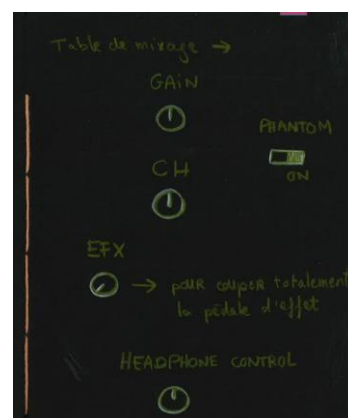 Table de mixage →
GAiN
PHANTOM
ON
CH
EFX
→ pour couper totalement
la pédale d'effet
HEADPHONE CONTROL